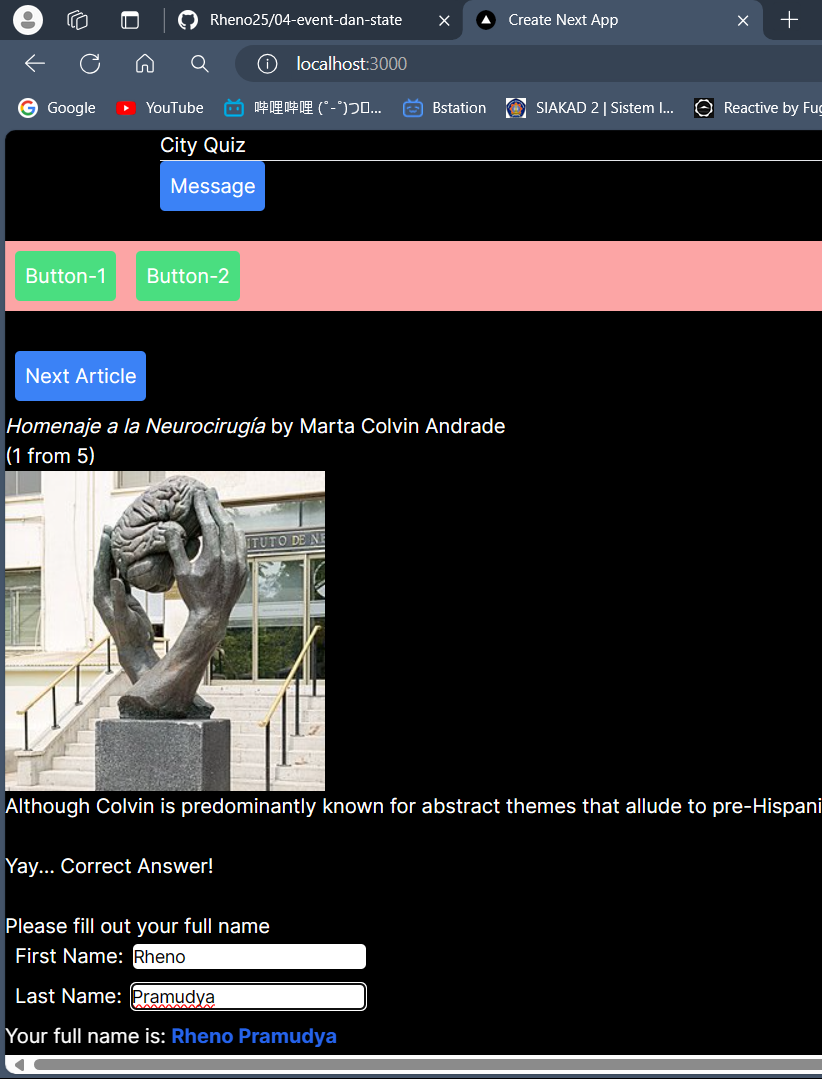 Rheno25/04-event-dan-state
Create Next App
localhost:3000
Google
YouTube
哔哩哔哩 (゜-゜)つ
Bstation
SIAKAD 2 | Sistem I...
Reactive by Fug
City Quiz
Message
Button-1
Button-2
Next Article
Homenaje a la Neurocirugía by Marta Colvin Andrade
(1 from 5)
ITUTO DE NE
Although Colvin is predominantly known for abstract themes that allude to pre-Hispani
Yay... Correct Answer!
Please fill out your full name
First Name: Rheno
Last Name: Pramudya
Your full name is: Rheno Pramudya